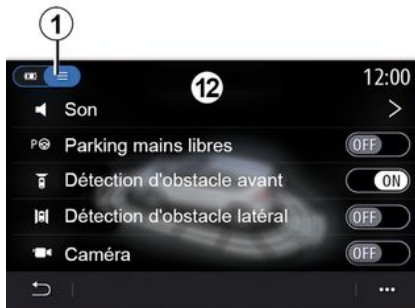 1
12
12:00
Son
P Parking mains libres OFF
Détection d'obstacle avant ON
Détection d'obstacle latéral OFF
Caméra OFF